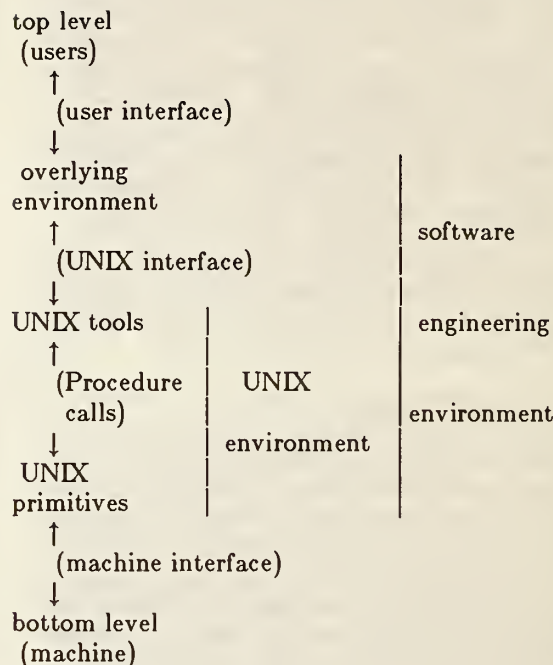 top level
(users)
↑
(user interface)
↓
overlying
environment
↑
(UNIX interface)
↓
UNIX tools
↑
(Procedure
calls)
↓
UNIX
primitives
↑
(machine interface)
↓
bottom level
(machine)
UNIX
environment
software
engineering
environment